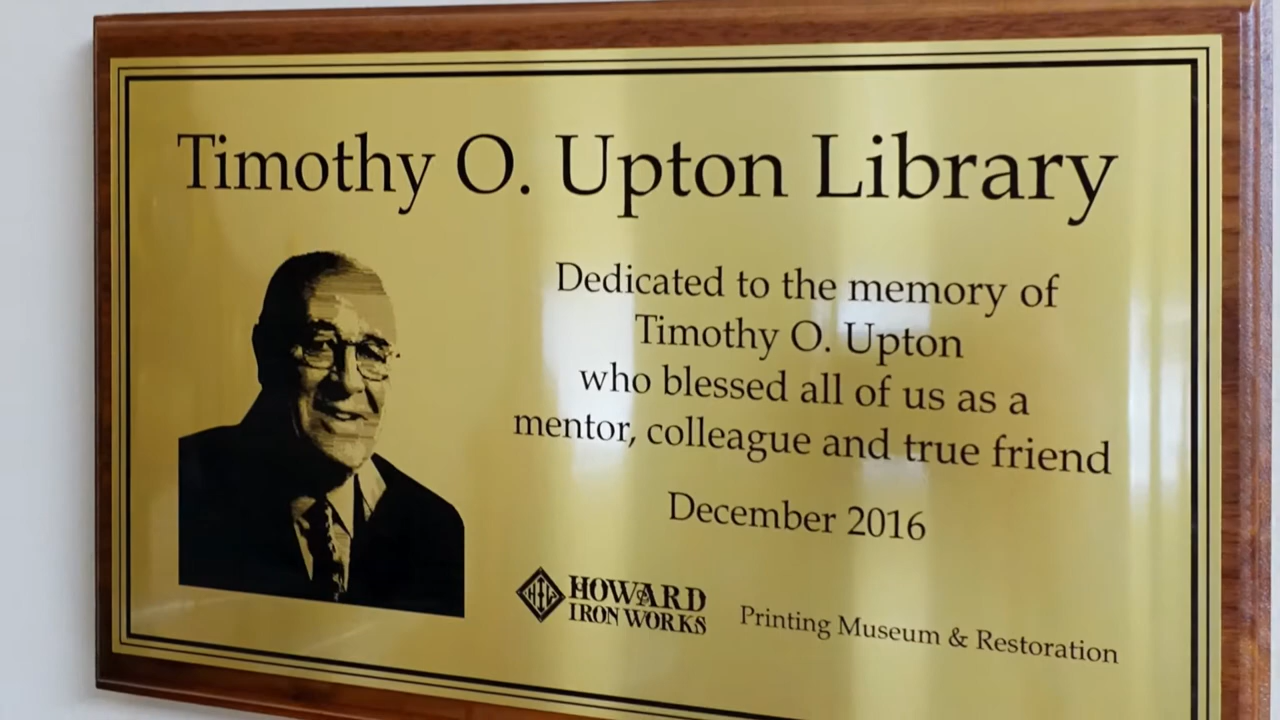 Timothy O. Upton Library
Dedicated to the memory of
Timothy O. Upton
who blessed all of us as a
mentor, colleague and true friend
December 2016
HIW
HOWARD
IRON WORKS
Printing Museum & Restoration